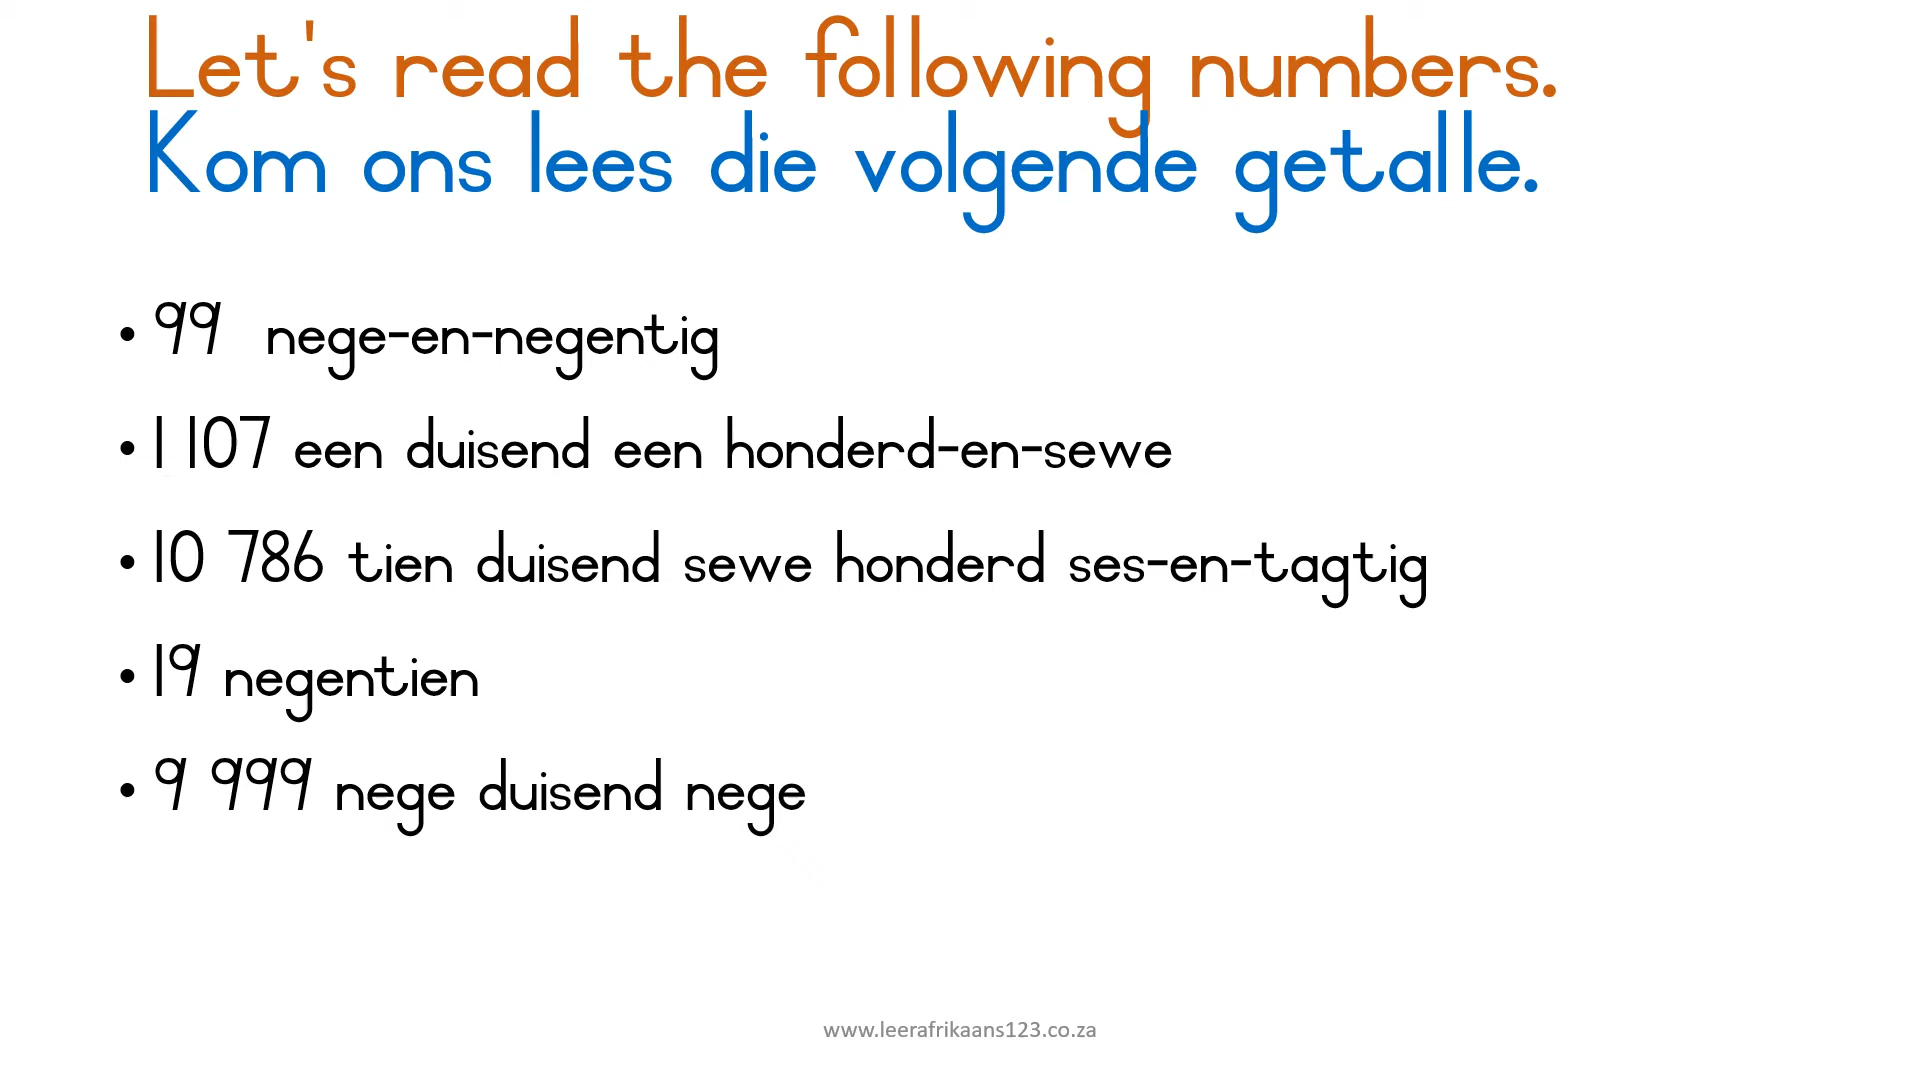 Let's read the following numbers.
Kom ons lees die volgende getalle.
• 99 nege-en-negentig
• 1 107 een duisend een honderd-en-sewe
• 10 786 tien duisend sewe honderd ses-en-tagtig
• 19 negentien
• 9 999 nege duisend nege
www.leerafrikaans123.co.za